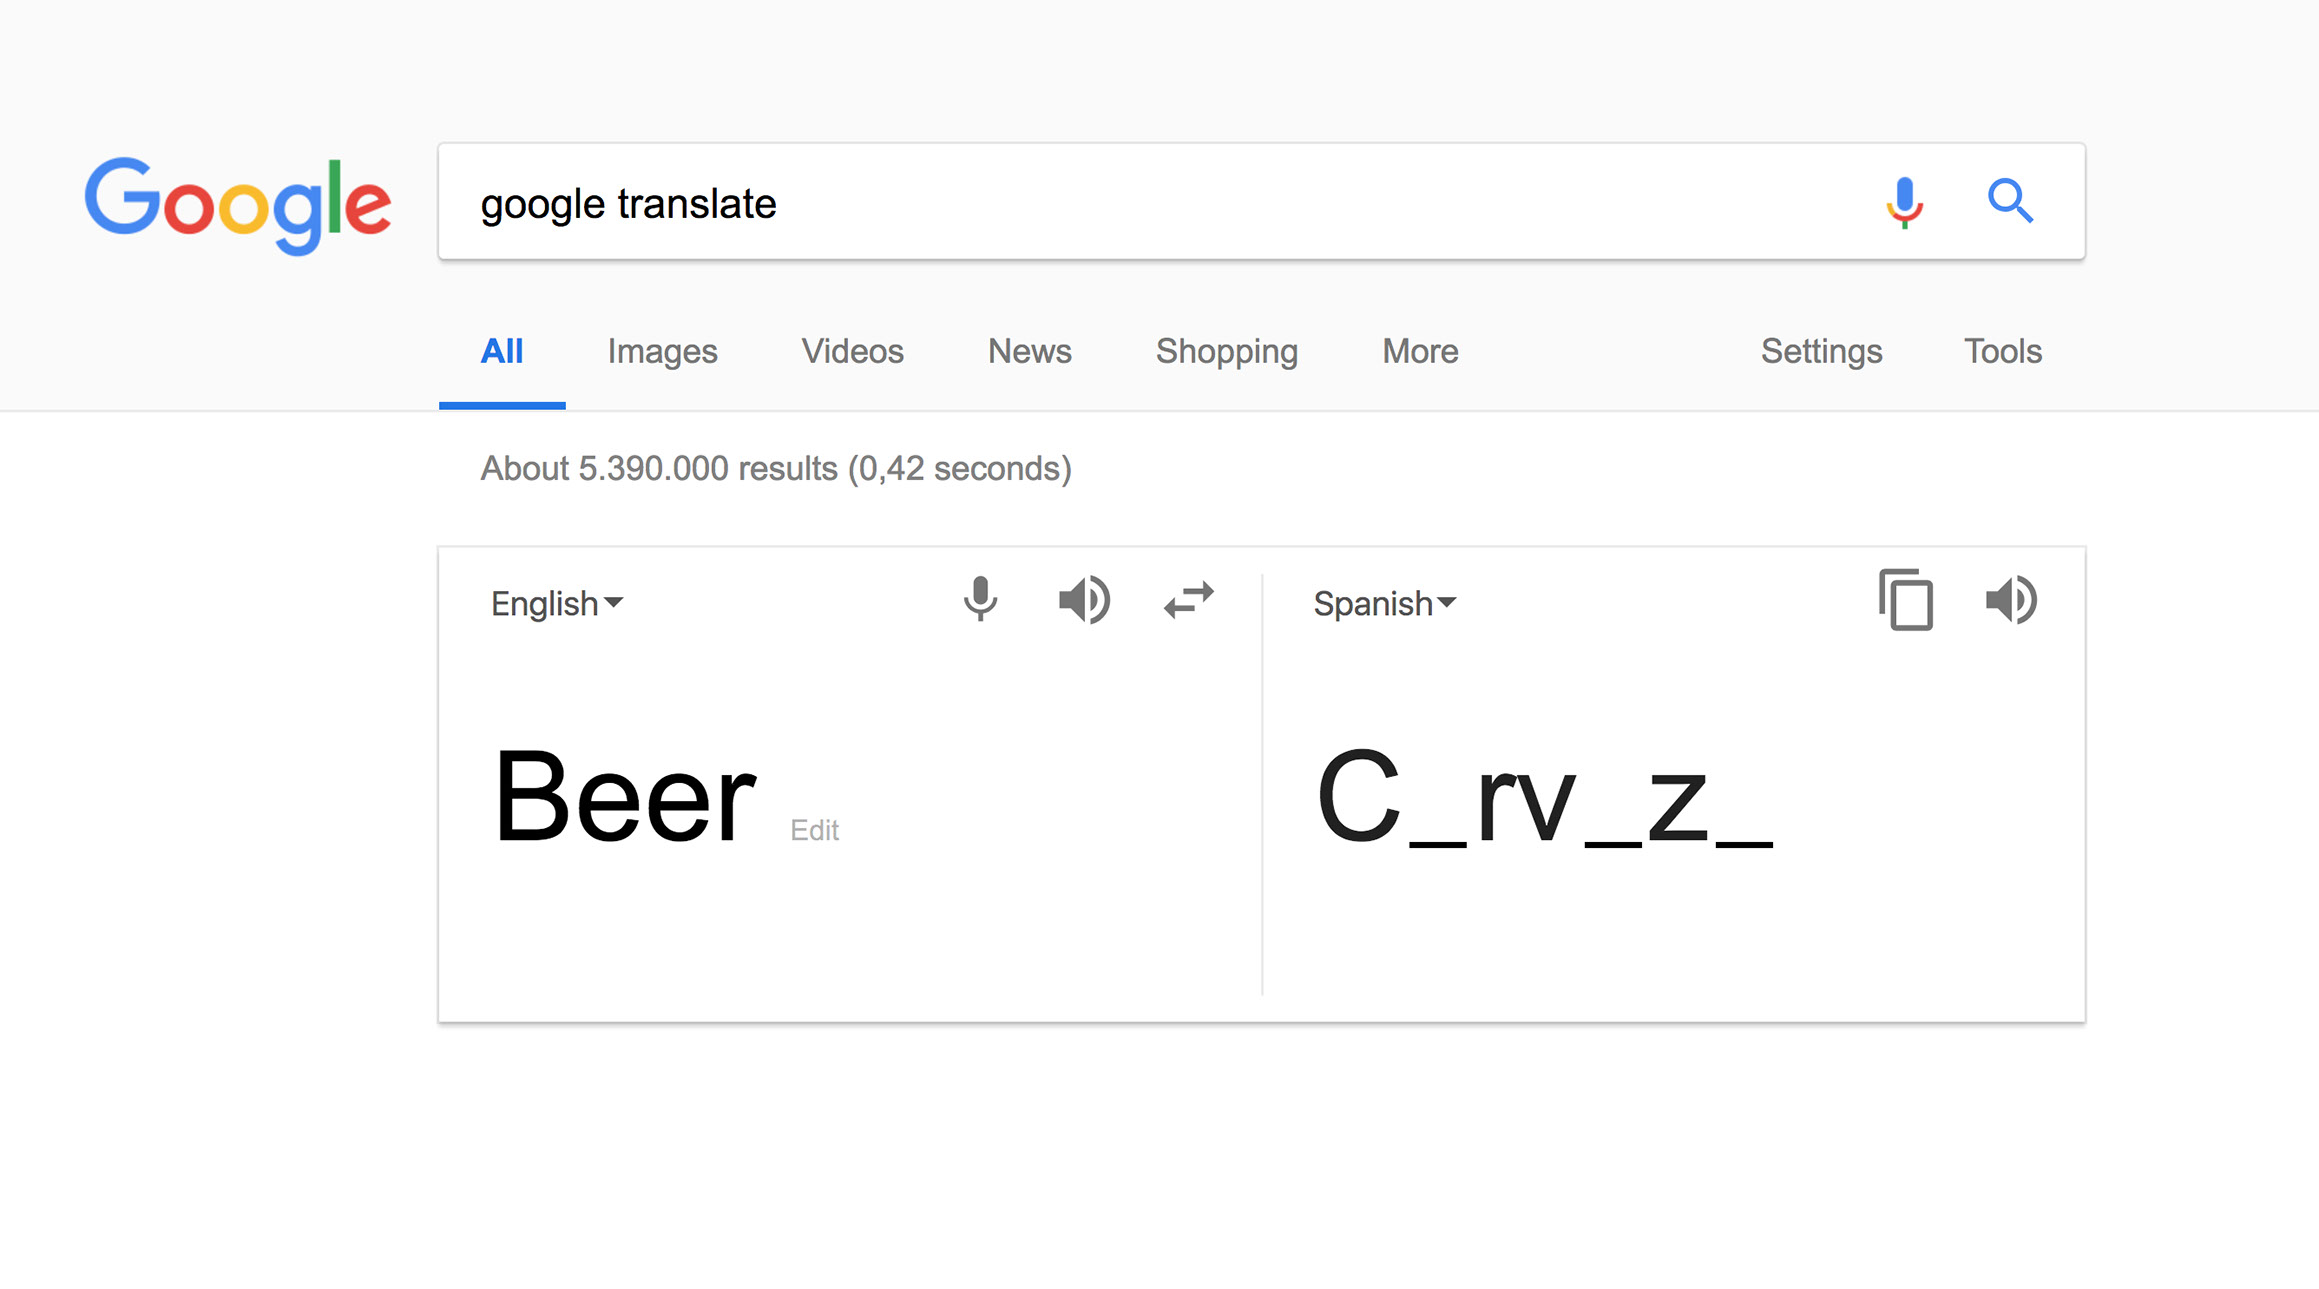 Google
google translate
All Images Videos News Shopping More Settings Tools
About 5.390.000 results (0,42 seconds)
English Spanish
Beer Edit C_rv_z_